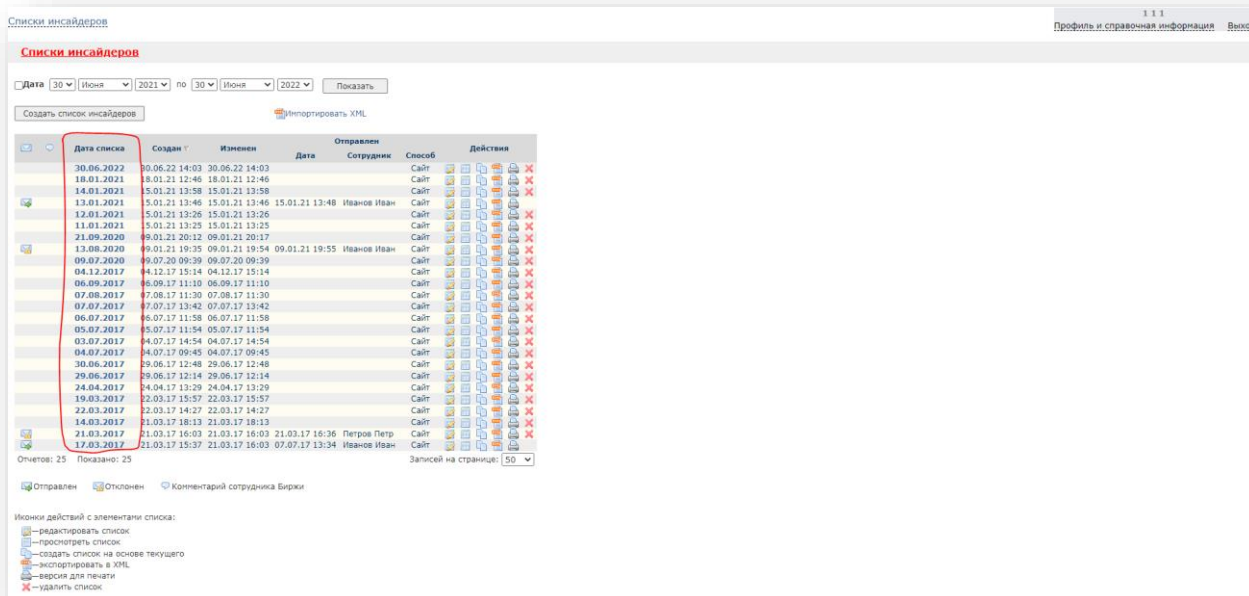 1 1 1
Списки инсайдеров
Профиль и справочная информация Выхо
Списки инсайдеров
Дата 30 Июня 2021 по 30 Июня 2022 Показать
Создать список инсайдеров Импортировать XML
Дата списка Создан Изменен Отправлен Способ Действия
Дата Сотрудник
30.06.2022 30.06.22 14:03 30.06.22 14:03 Сайт
18.01.2021 18.01.21 12:46 18.01.21 12:46 Сайт
14.01.2021 15.01.21 13:58 15.01.21 13:58 Сайт
13.01.2021 15.01.21 13:46 15.01.21 13:46 15.01.21 13:48 Иванов Иван Сайт
12.01.2021 15.01.21 13:26 15.01.21 13:26 Сайт
11.01.2021 15.01.21 13:25 15.01.21 13:25 Сайт
21.09.2020 09.01.21 20:12 09.01.21 20:17 Сайт
13.08.2020 09.01.21 19:35 09.01.21 19:54 09.01.21 19:55 Иванов Иван Сайт
09.07.2020 09.07.20 09:39 09.07.20 09:39 Сайт
04.12.2017 04.12.17 15:14 04.12.17 15:14 Сайт
06.09.2017 06.09.17 11:10 06.09.17 11:10 Сайт
07.08.2017 07.08.17 11:30 07.08.17 11:30 Сайт
07.07.2017 07.07.17 13:42 07.07.17 13:42 Сайт
06.07.2017 06.07.17 11:58 06.07.17 11:58 Сайт
05.07.2017 05.07.17 11:54 05.07.17 11:54 Сайт
03.07.2017 04.07.17 14:54 04.07.17 14:54 Сайт
04.07.2017 04.07.17 09:45 04.07.17 09:45 Сайт
30.06.2017 29.06.17 12:48 29.06.17 12:48 Сайт
29.06.2017 29.06.17 12:14 29.06.17 12:14 Сайт
24.04.2017 24.04.17 13:29 24.04.17 13:29 Сайт
19.03.2017 22.03.17 15:57 22.03.17 15:57 Сайт
22.03.2017 22.03.17 14:27 22.03.17 14:27 Сайт
14.03.2017 21.03.17 18:13 21.03.17 18:13 Сайт
21.03.2017 21.03.17 16:03 21.03.17 16:03 21.03.17 16:36 Петров Петр Сайт
17.03.2017 21.03.17 15:37 21.03.17 16:03 07.07.17 13:34 Иванов Иван Сайт
Отчетов: 25 Показано: 25 Записей на странице: 50
Отправлен Отклонен Комментарий сотрудника Биржи
Иконки действий с элементами списка:
—редактировать список
—просмотреть список
—создать список на основе текущего
—экспортировать в XML
—версия для печати
—удалить список